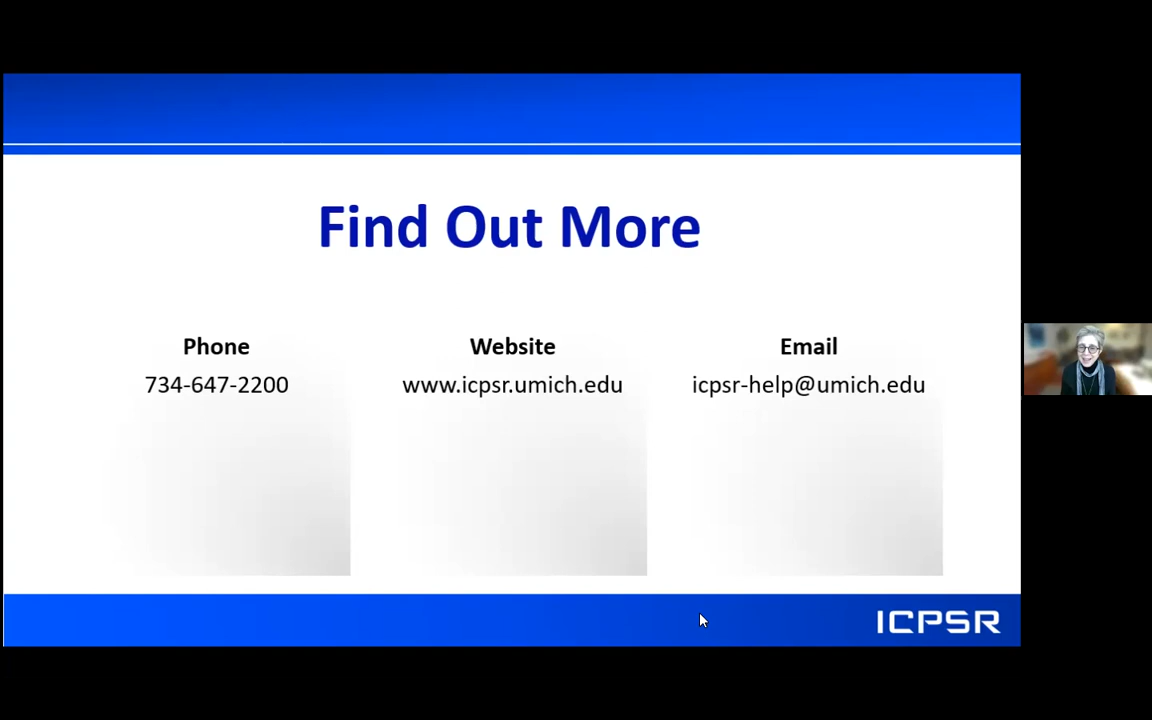 Find Out More
Phone
734-647-2200
Website
www.icpsr.umich.edu
Email
icpsr-help@umich.edu
ICPSR